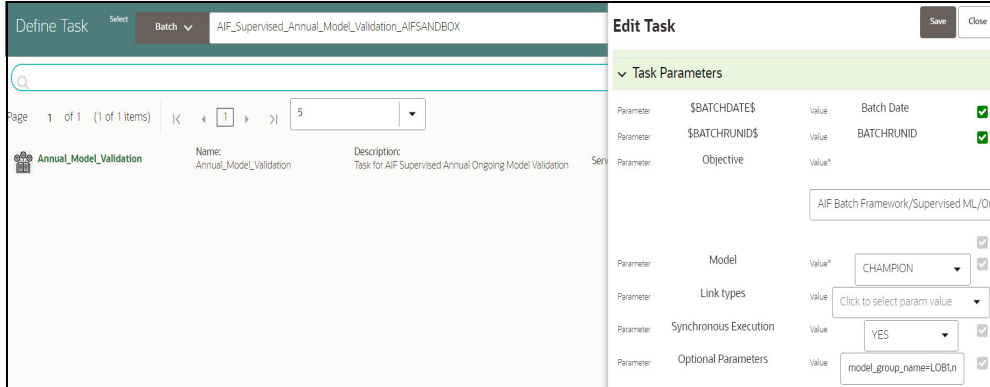 Define Task Select Batch AIF_Supervised_Annual_Model_Validation_AIFSANDBOX
Page 1 of 1 (1 of 1 items) 1 5
Annual_Model_Validation
Name:
Annual_Model_Validation
Description:
Task for AIF Supervised Annual Ongoing Model Validation
Serv
Edit Task Save Close
Task Parameters
Parameter $BATCHDATE$ Value Batch Date
Parameter $BATCHRUNID$ Value BATCHRUNID
Parameter Objective Value*
AIF Batch Framework/Supervised ML/On
Parameter Model Value* CHAMPION
Parameter Link types Value Click to select param value
Parameter Synchronous Execution Value YES
Parameter Optional Parameters Value model_group_name=LOB1,n